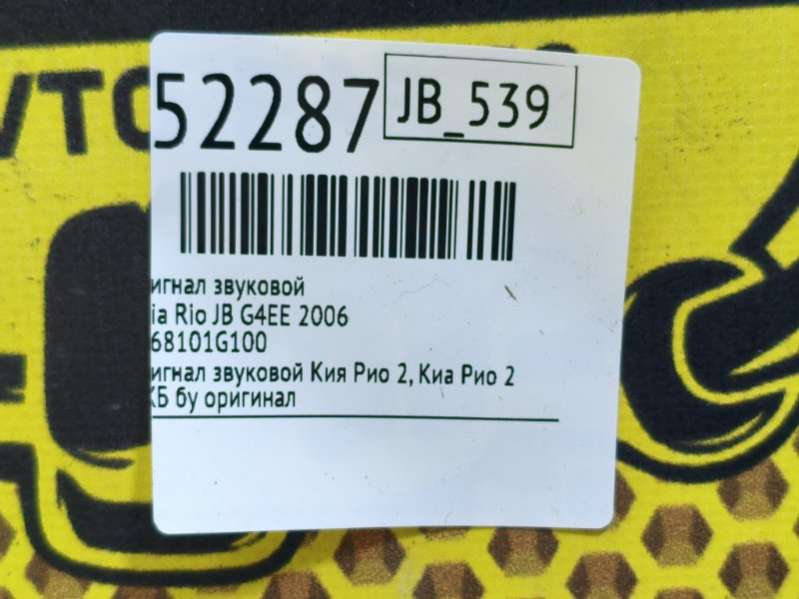 VTO
52287
JB_539
игнал звуковой
ia Rio JB G4EE 2006
68101G100
игнал звуковой Кия Рио 2, Киа Рио 2
КБ бу оригинал